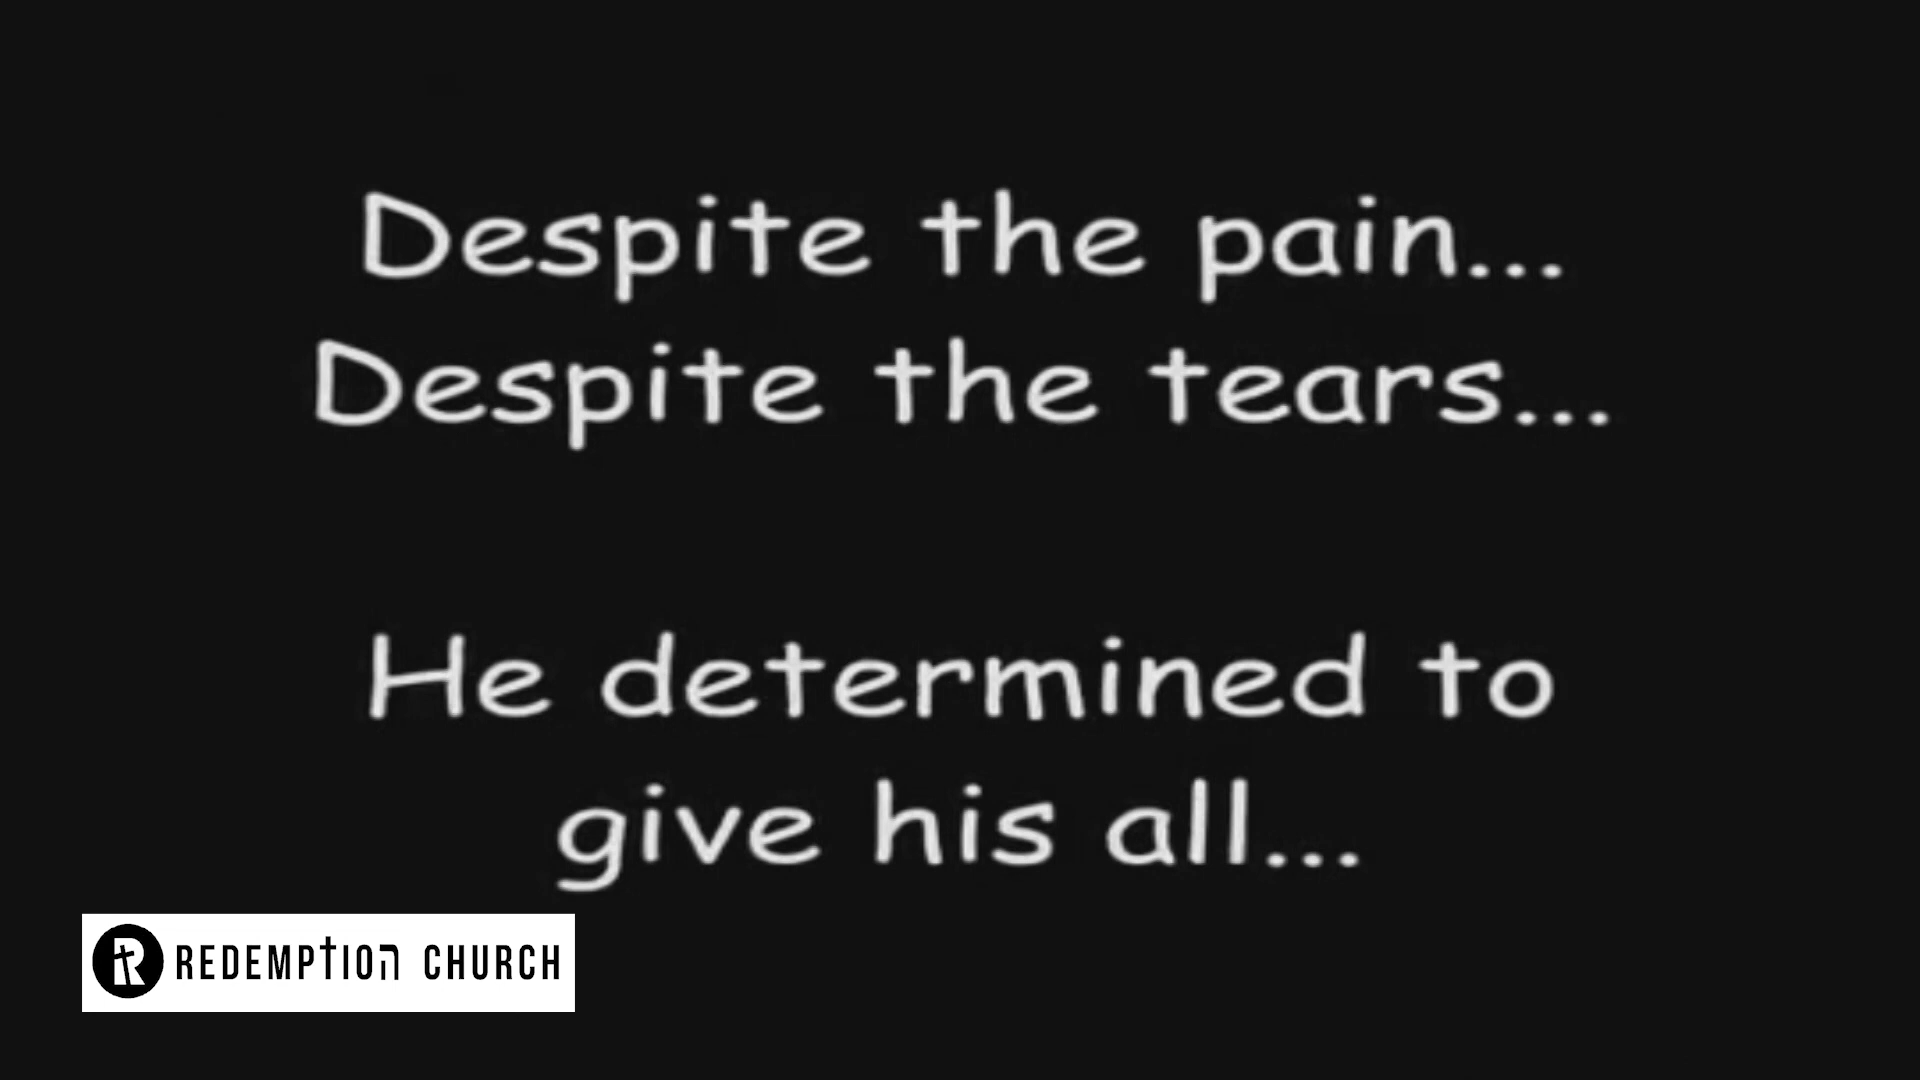 Despite the pain...
Despite the tears...
He determined to
give his all...
REDEMPTION CHURCH